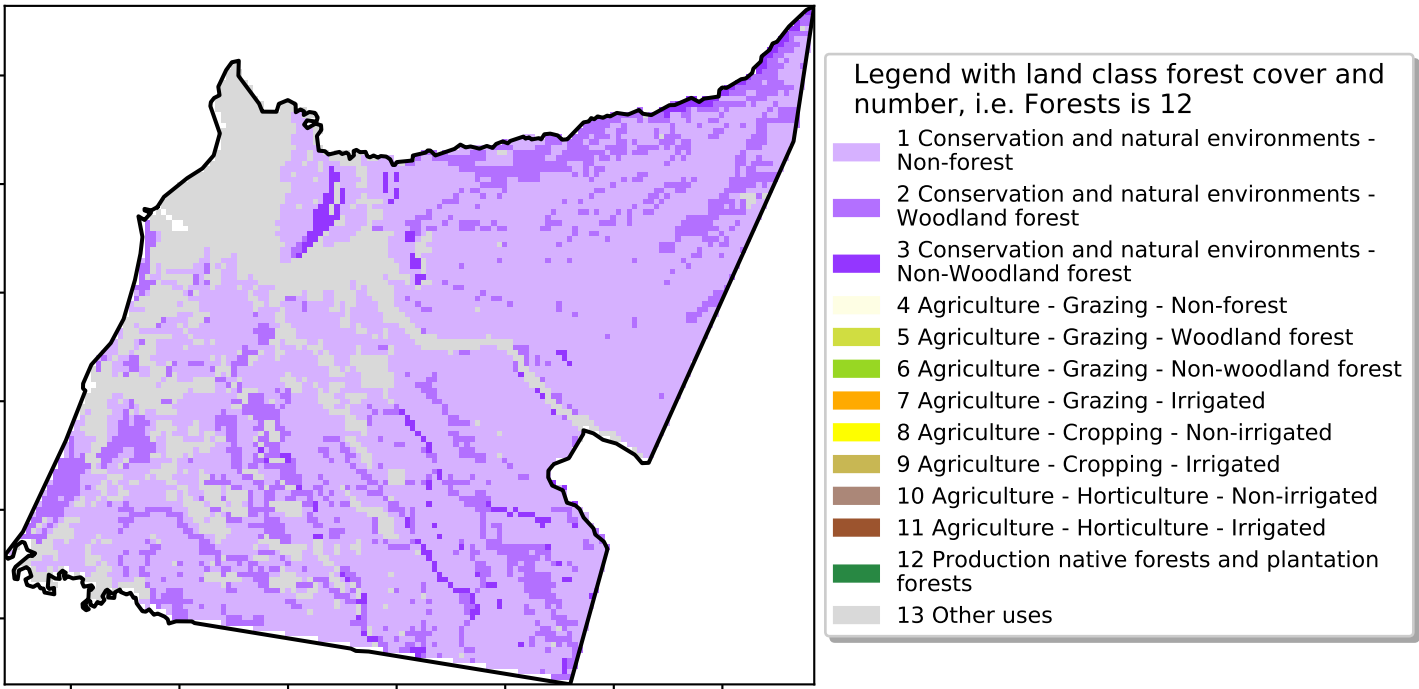 Legend with land class forest cover and
number, i.e. Forests is 12
1 Conservation and natural environments -
Non-forest
2 Conservation and natural environments -
Woodland forest
3 Conservation and natural environments -
Non-Woodland forest
4 Agriculture - Grazing - Non-forest
5 Agriculture - Grazing - Woodland forest
6 Agriculture - Grazing - Non-woodland forest
7 Agriculture - Grazing - Irrigated
8 Agriculture - Cropping - Non-irrigated
9 Agriculture - Cropping - Irrigated
10 Agriculture - Horticulture - Non-irrigated
11 Agriculture - Horticulture - Irrigated
12 Production native forests and plantation
forests
13 Other uses